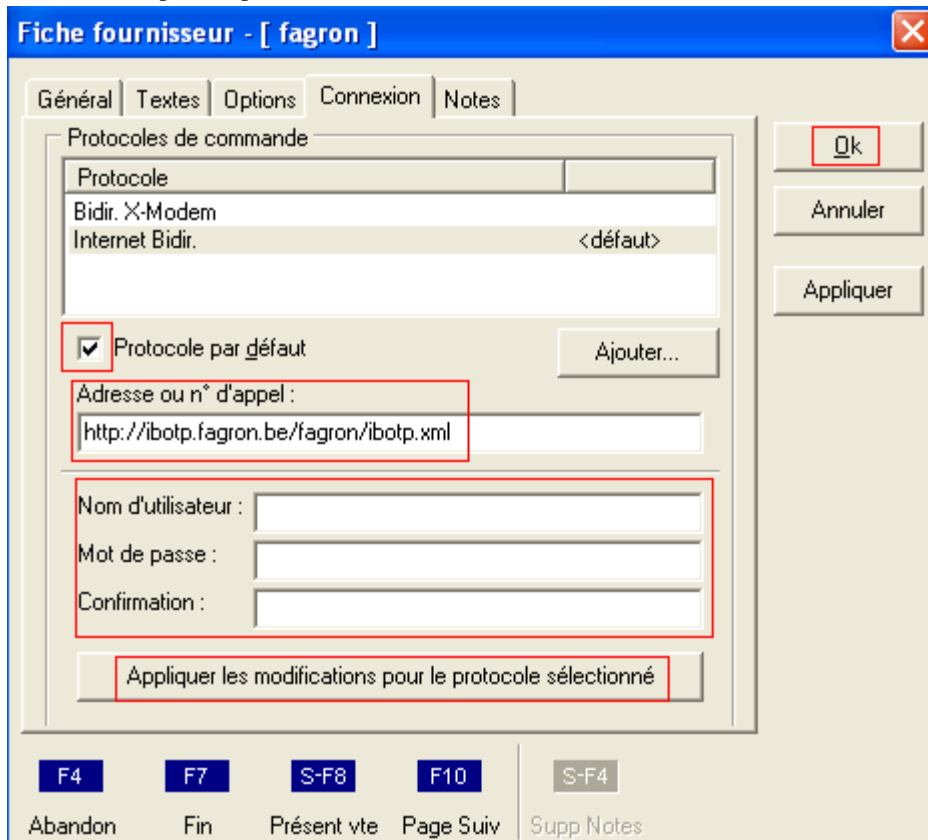 Fiche fournisseur - [ fagron ]
Général Textes Options Connexion Notes
Protocoles de commande
Ok
Protocole
Bidir. X-Modem
Annuler
Internet Bidir. <défaut>
Appliquer
Protocole par défaut
Ajouter...
Adresse ou n° d'appel :
http://ibotp.fagron.be/fagron/ibotp.xml
Nom d'utilisateur :
Mot de passe :
Confirmation :
Appliquer les modifications pour le protocole sélectionné
F4 F7 S-F8 F10 S-F4
Abandon Fin Présent vte Page Suiv Supp Notes